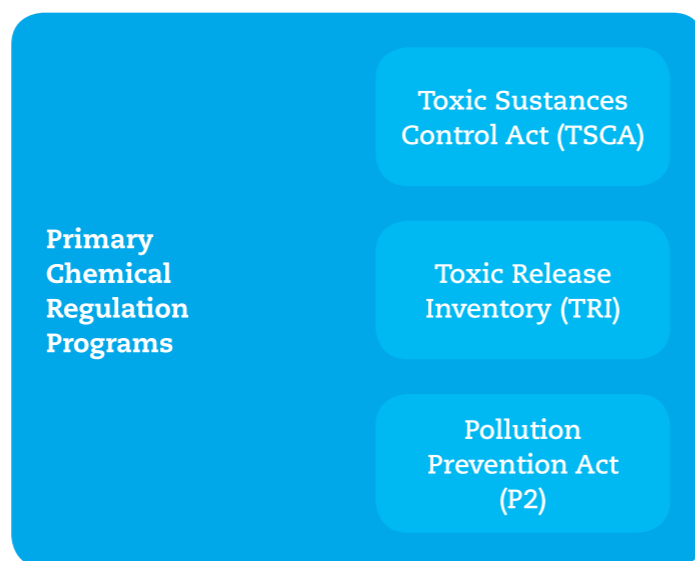 Primary
Chemical
Regulation
Programs
Toxic Sustances
Control Act (TSCA)
Toxic Release
Inventory (TRI)
Pollution
Prevention Act
(P2)